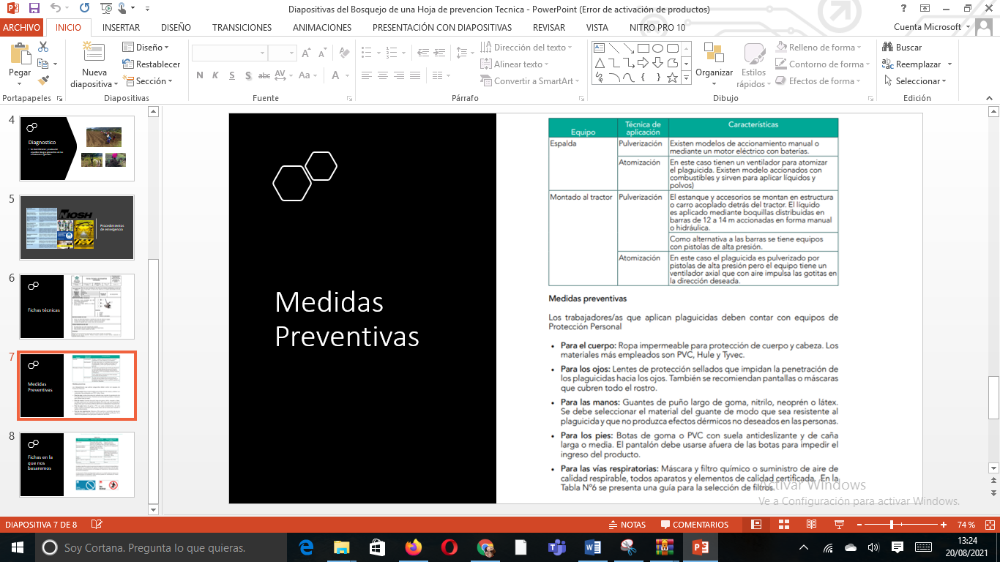 Diapositivas del Bosquejo de una Hoja de prevencion Tecnica - PowerPoint (Error de activación de productos)
ARCHIVO INICIO INSERTAR DISEÑO TRANSICIONES ANIMACIONES PRESENTACIÓN CON DIAPOSITIVAS REVISAR VISTA NITRO PRO 10 Cuenta Microsoft
Pegar
Nueva diapositiva
Diseño
Restablecer
Sección
N K S S abc AV Aa A
Dirección del texto
Alinear texto
Convertir a SmartArt
Organizar
Estilos rápidos
Relleno de forma
Contorno de forma
Efectos de forma
Buscar
Reemplazar
Seleccionar
Portapapeles Diapositivas Fuente Párrafo Dibujo Edición
4
Diagnostico
5
NIOSH
Procedimientos
de emergencia
6
Fichas técnicas
7
Medidas
Preventivas
8
Fichas en la
que nos
basaremos
Medidas
Preventivas
Equipo Técnica de aplicación Características
Espalda Pulverización Existen modelos de accionamiento manual o
mediante un motor eléctrico con baterías.
Atomización En este caso tienen un ventilador para atomizar
el plaguicida. Existen modelo accionados con
combustibles y sirven para aplicar líquidos y
polvos)
Montado al tractor Pulverización El estanque y accesorios se montan en estructura
o carro acoplado detrás del tractor. El líquido
es aplicado mediante boquillas distribuidas en
barras de 12 a 14 m accionadas en forma manual
o hidráulica.
Como alternativa a las barras se tiene equipos
con pistolas de alta presión.
Atomización En este caso el plaguicida es pulverizado por
pistolas de alta presión pero el equipo tiene un
ventilador axial que con aire impulsa las gotitas en
la dirección deseada.
Medidas preventivas
Los trabajadores/as que aplican plaguicidas deben contar con equipos de
Protección Personal
• Para el cuerpo: Ropa impermeable para protección de cuerpo y cabeza. Los
materiales más empleados son PVC, Hule y Tyvec.
• Para los ojos: Lentes de protección sellados que impidan la penetración de
los plaguicidas hacia los ojos. También se recomiendan pantallas o máscaras
que cubren todo el rostro.
• Para las manos: Guantes de puño largo de goma, nitrilo, neoprén o látex.
Se debe seleccionar el material del guante de modo que sea resistente al
plaguicida y que no produzca efectos dérmicos no deseados en las personas.
• Para los pies: Botas de goma o PVC con suela antideslizante y de caña
larga o media. El pantalón debe usarse afuera de las botas para impedir el
ingreso del producto.
• Para las vías respiratorias: Máscara y filtro químico o suministro de aire de
calidad respirable, todos aparatos y elementos de calidad certificada. En la
Tabla N°6 se presenta una guía para la selección de filtros.
Activar Windows
Ve a Configuración para activar Windows.
DIAPOSITIVA 7 DE 8 NOTAS COMENTARIOS 74 %
Soy Cortana. Pregunta lo que quieras.
13:24
20/08/2021